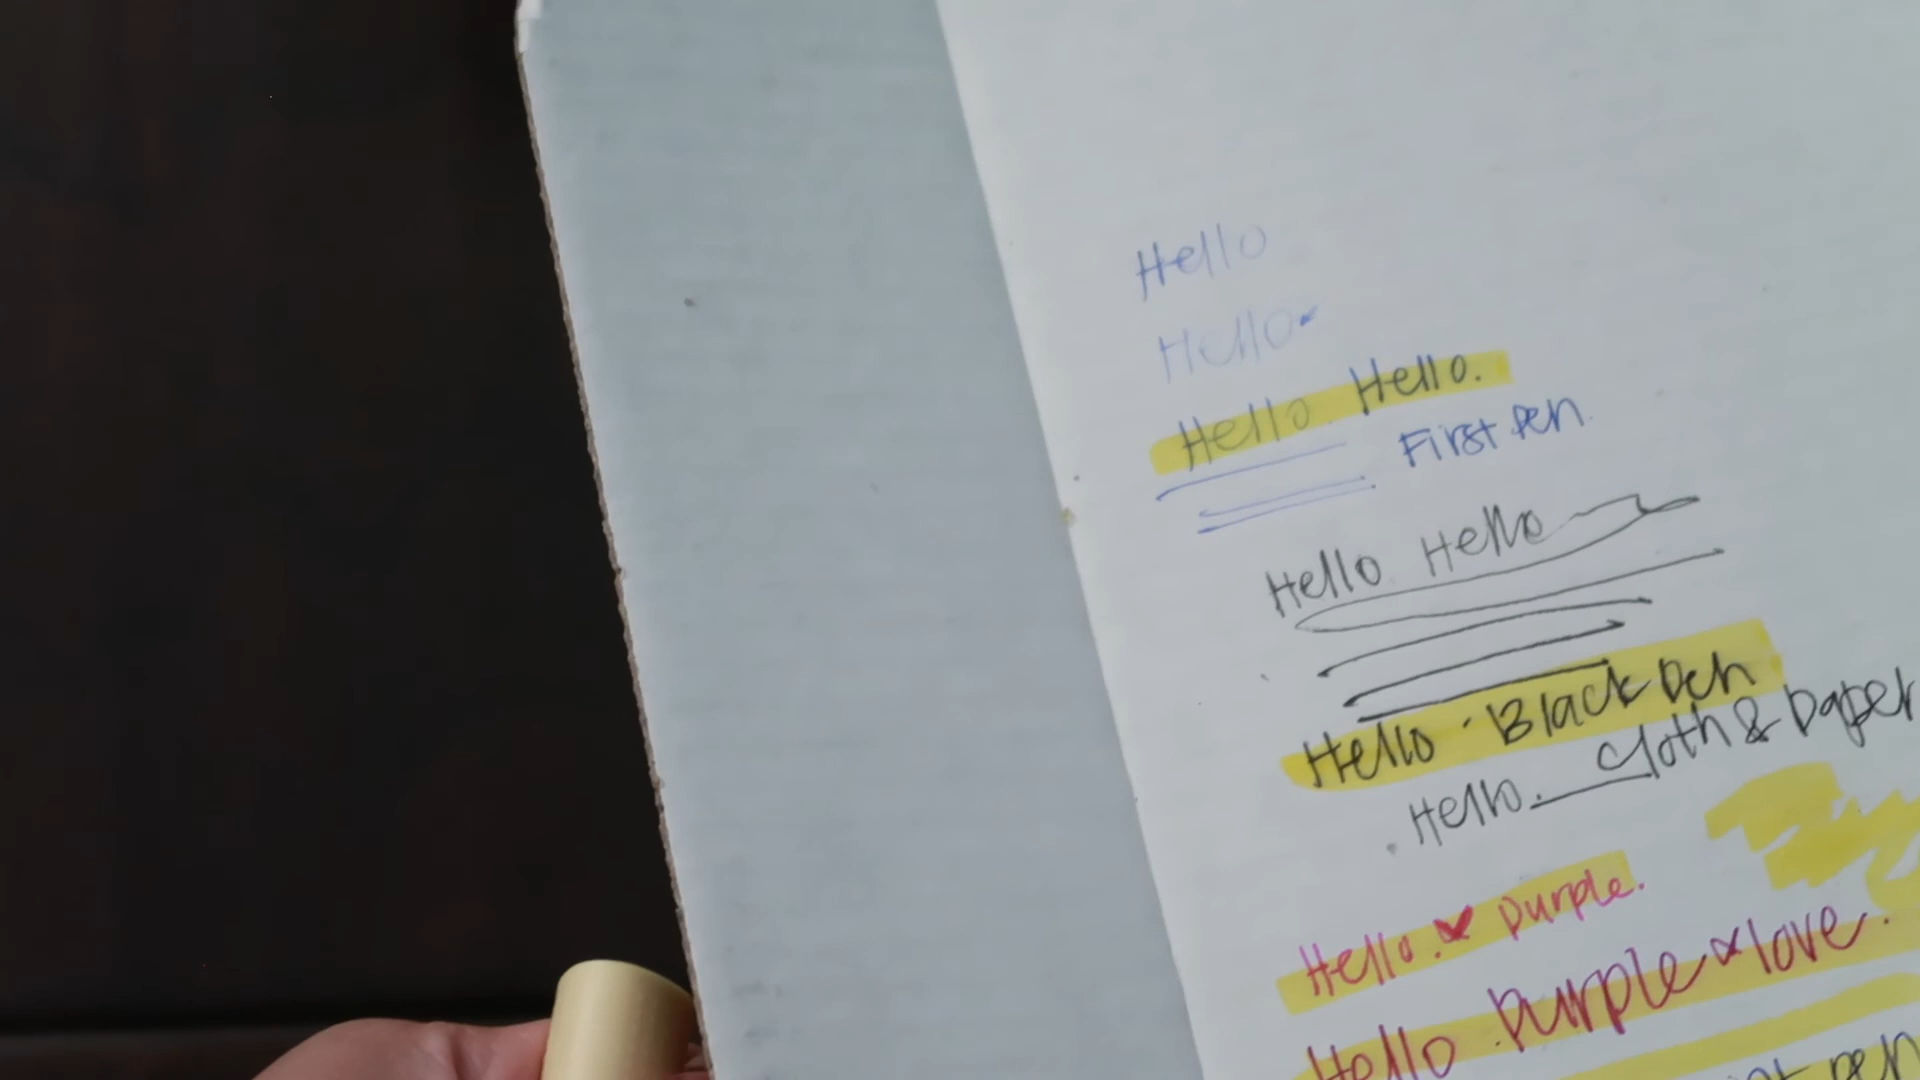 Hello
Hello
Hello Hello.
First Pen.
Hello Hello
Hello · Black Pen
Hello. Cloth & Paper
Hello. purple.
Hello purple love.
pen